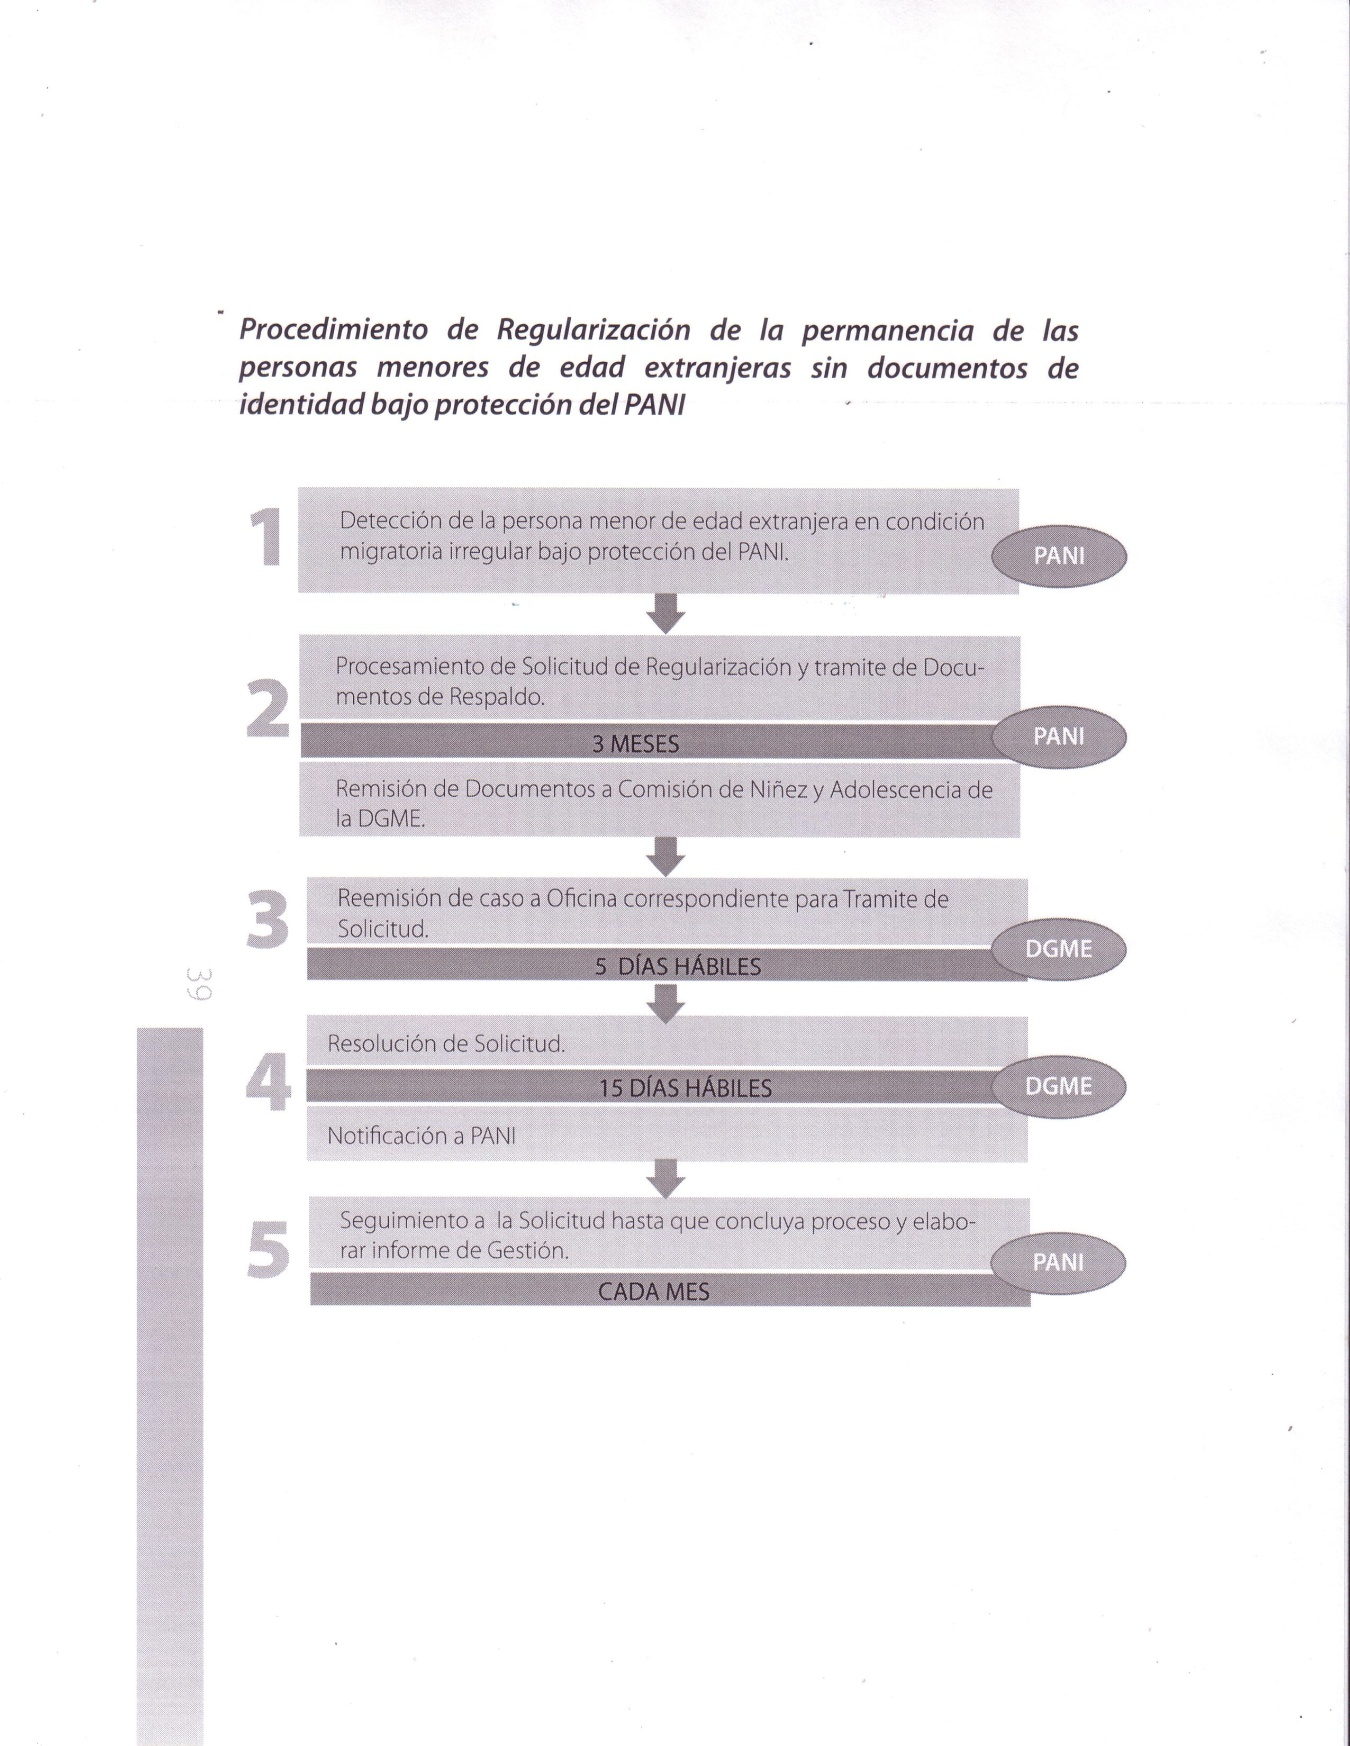 Procedimiento de Regularización de la permanencia de las
personas menores de edad extranjeras sin documentos de
identidad bajo protección del PANI
1
Detección de la persona menor de edad extranjera en condición
migratoria irregular bajo protección del PANI.
PANI
2
Procesamiento de Solicitud de Regularización y tramite de Docu-
mentos de Respaldo.
3 MESES
PANI
Remisión de Documentos a Comisión de Niñez y Adolescencia de
la DGME.
3
Reemisión de caso a Oficina correspondiente para Tramite de
Solicitud.
5 DÍAS HÁBILES
DGME
4
Resolución de Solicitud.
15 DÍAS HÁBILES
DGME
Notificación a PANI
5
Seguimiento a la Solicitud hasta que concluya proceso y elabo-
rar informe de Gestión.
CADA MES
PANI
39